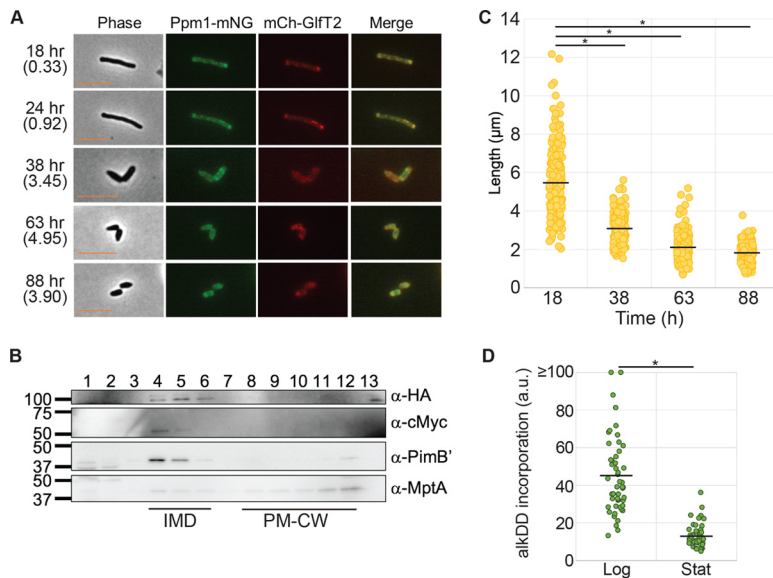 A
Phase Ppm1-mNG mCh-GlfT2 Merge
18 hr
(0.33)
24 hr
(0.92)
38 hr
(3.45)
63 hr
(4.95)
88 hr
(3.90)
B
1 2 3 4 5 6 7 8 9 10 11 12 13
100
75
50
50
37
50
37
α-HA
α-cMyc
α-PimB'
α-MptA
IMD PM-CW
C
* 
*
*
14
12
10
8
6
4
2
0
Length (µm)
18 38 63 88
Time (h)
D
*
≥
100
80
60
40
20
0
alkDD incorporation (a.u.)
Log Stat